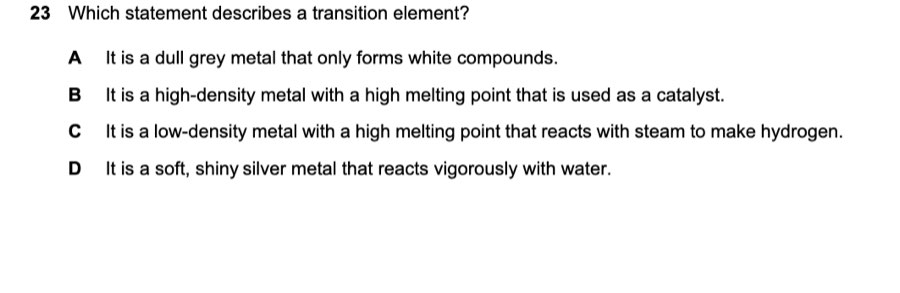 23 Which statement describes a transition element?
A It is a dull grey metal that only forms white compounds.
B It is a high-density metal with a high melting point that is used as a catalyst.
C It is a low-density metal with a high melting point that reacts with steam to make hydrogen.
D It is a soft, shiny silver metal that reacts vigorously with water.